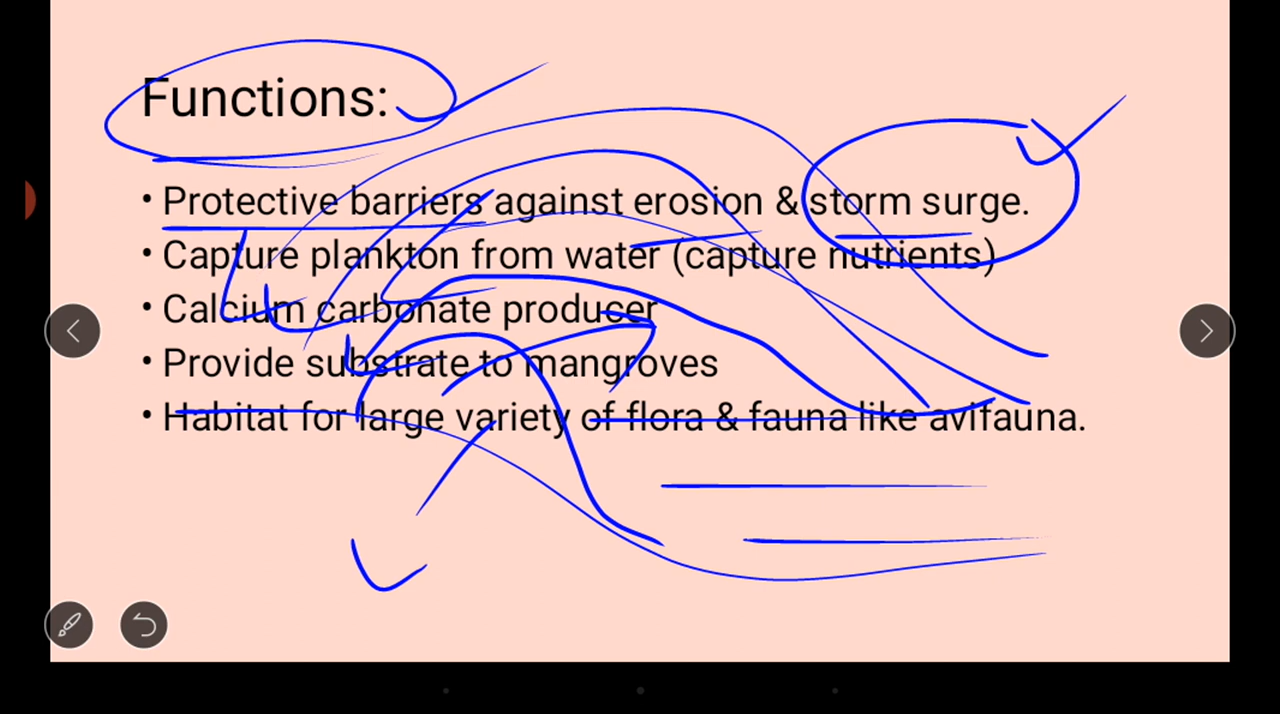 Functions:
• Protective barriers against erosion & storm surge.
• Capture plankton from water (capture nutrients)
• Calcium carbonate producer
• Provide substrate to mangroves
• Habitat for large variety of flora & fauna like avifauna.